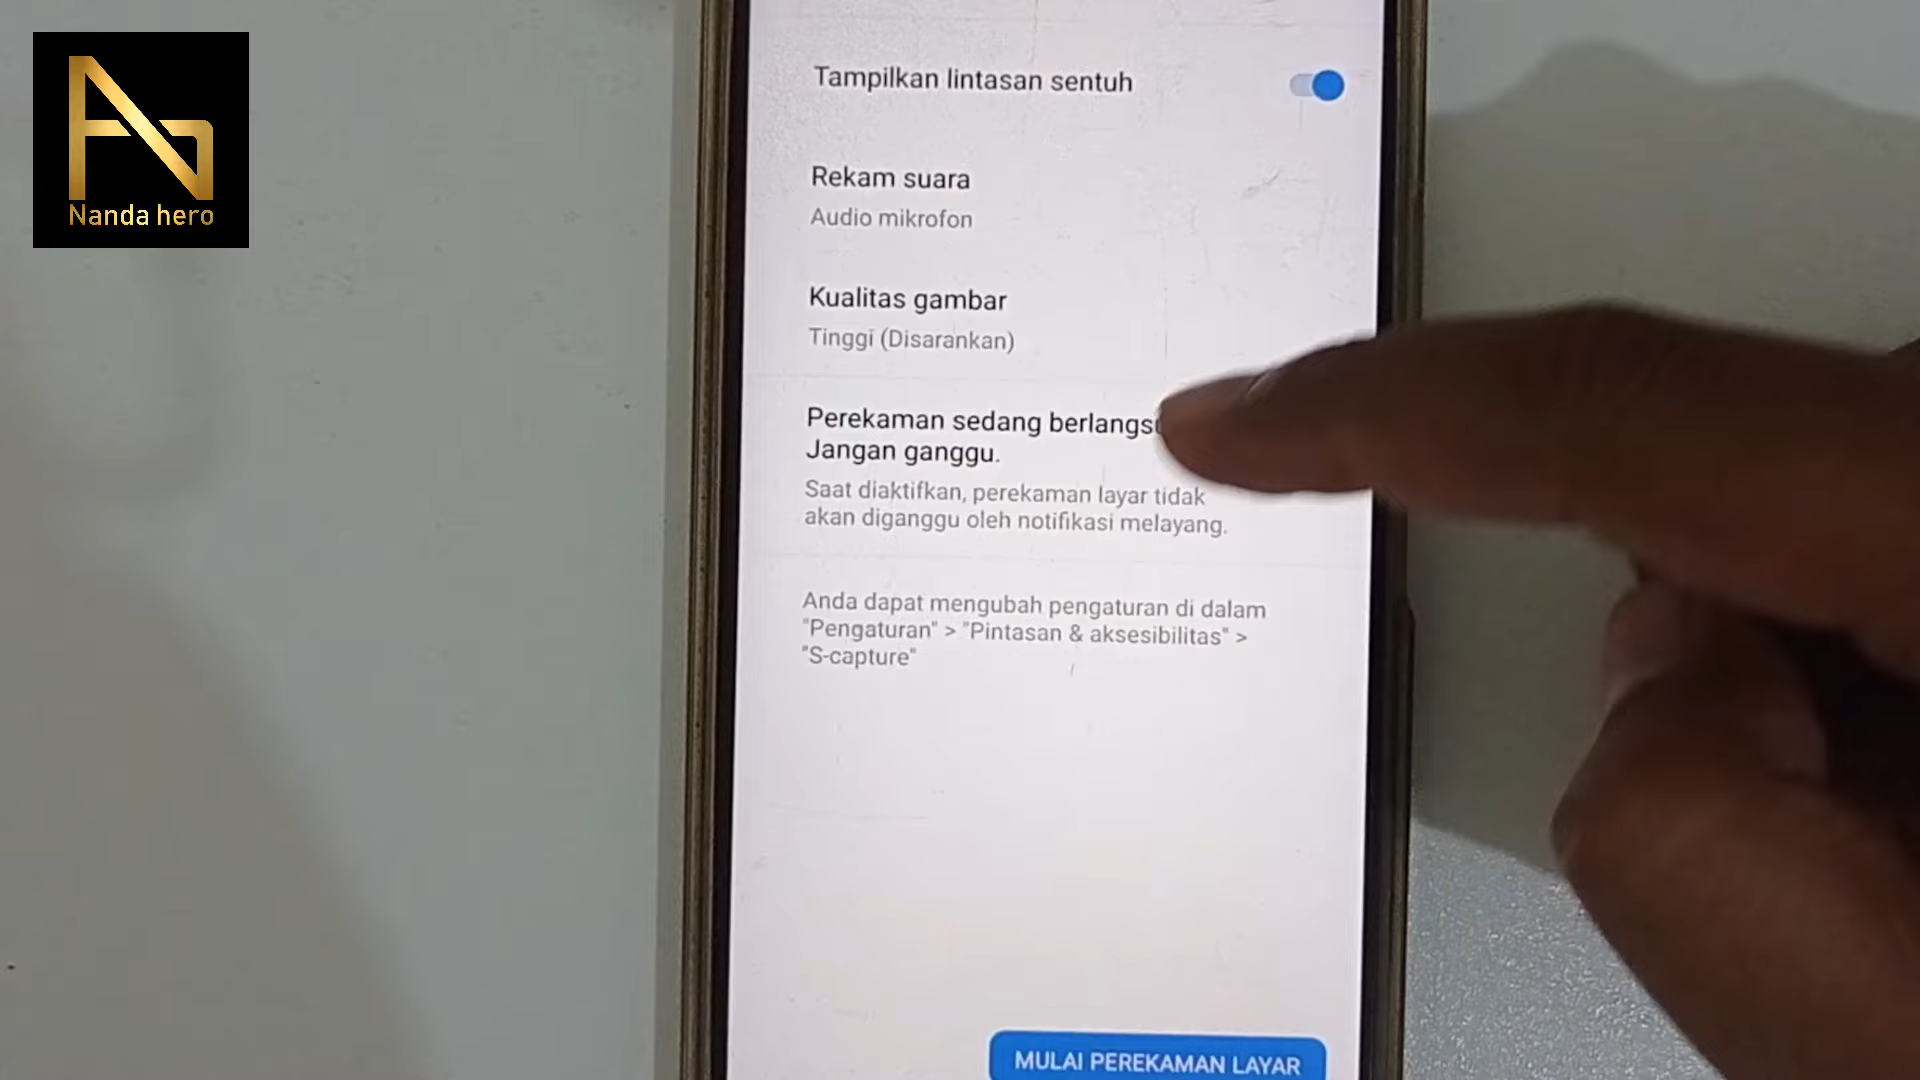 Nanda hero
Tampilkan lintasan sentuh
Rekam suara
Audio mikrofon
Kualitas gambar
Tinggi (Disarankan)
Perekaman sedang
Jangan ganggu.
Saat diaktifkan, perekaman layar tidak
akan diganggu oleh notifikasi melayang.
Anda dapat mengubah pengaturan di dalam
"Pengaturan" > "Pintasan & aksesibilitas" >
"S-capture"
MULAI PEREKAMAN LAYAR